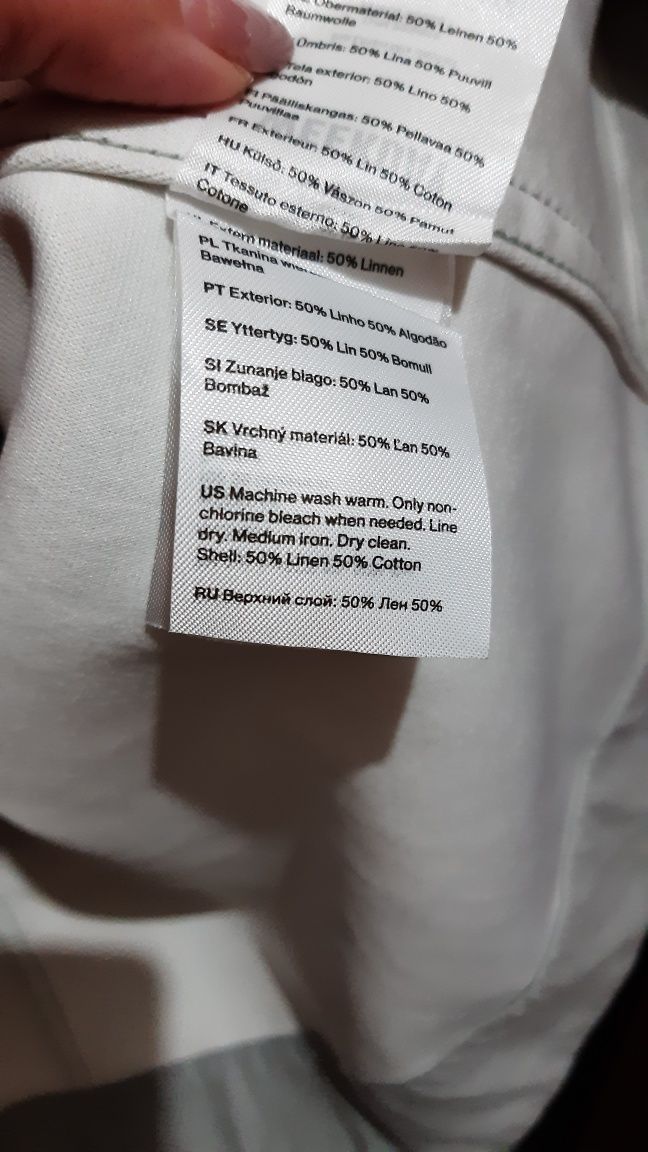 Obermaterial: 50% Leinen 50%
Baumwolle
Ombris: 50% Lina 50% Puuvill
exterior: 50% Lino 50%
Pääliskangas: 50% Pellavaa 50%
Puuvillaa
FR Exterieur: 50% Lin 50% Coton
HU Külső: 50% Vászon 50% Pamut
IT Tessuto esterno: 50%
Cotone
materiaal: 50% Linnen
PL Tkanina
Bawełna
PT Exterior: 50% Linho 50% Algodão
SE Yttertyg: 50% Lin 50% Bomull
SI Zunanje blago: 50% Lan 50%
Bombaž
SK Vrchný materiál: 50% Ľan 50%
Bavlna
US Machine wash warm. Only non-
chlorine bleach when needed. Line
dry. Medium iron. Dry clean.
Shell: 50% Linen 50% Cotton
RU Верхний слой: 50% Лен 50%